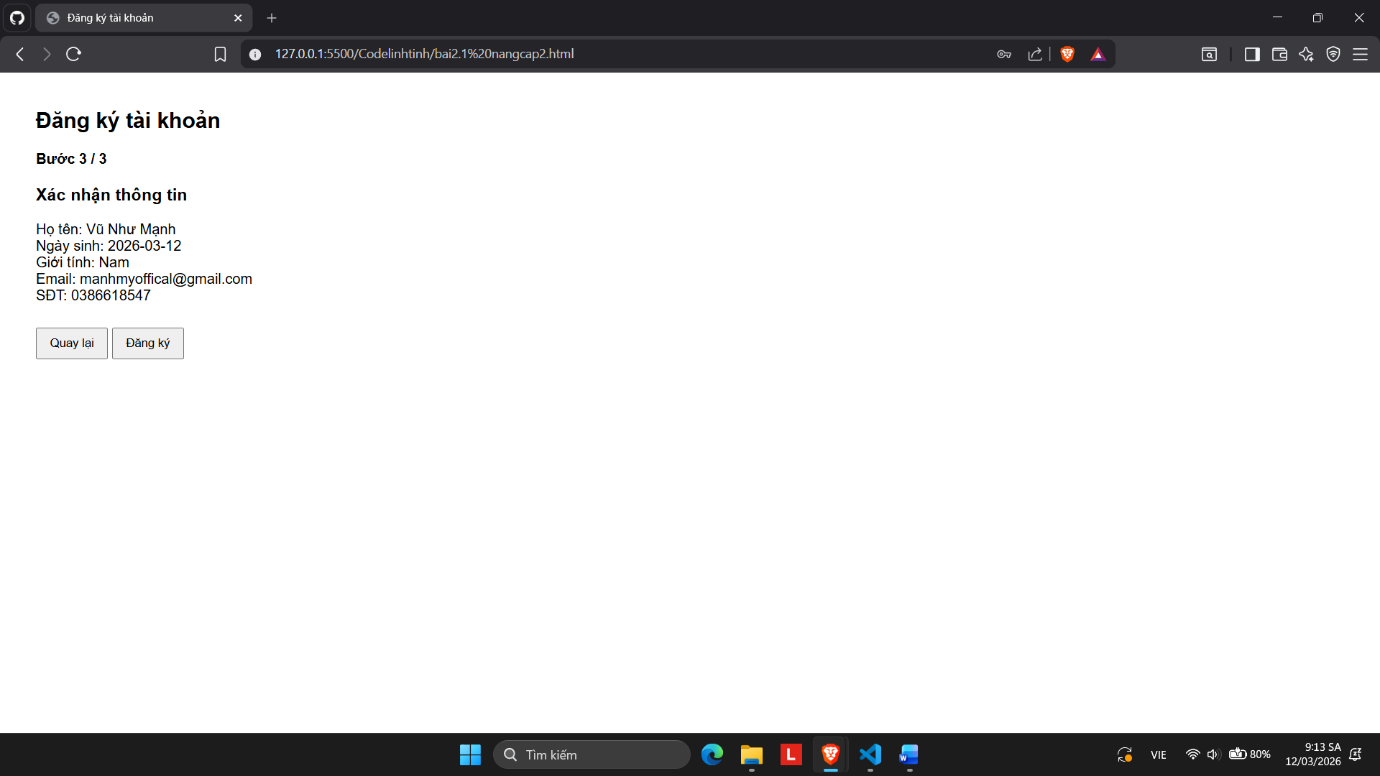 Đăng ký tài khoản
127.0.0.1:5500/Codelinhtinh/bai2.1%20nangcap2.html
Đăng ký tài khoản
Bước 3 / 3
Xác nhận thông tin
Họ tên: Vũ Như Mạnh
Ngày sinh: 2026-03-12
Giới tính: Nam
Email: manhmyoffical@gmail.com
SĐT: 0386618547
Quay lại Đăng ký
Tìm kiếm
L
W
VIE
80%
9:13 SA
12/03/2026